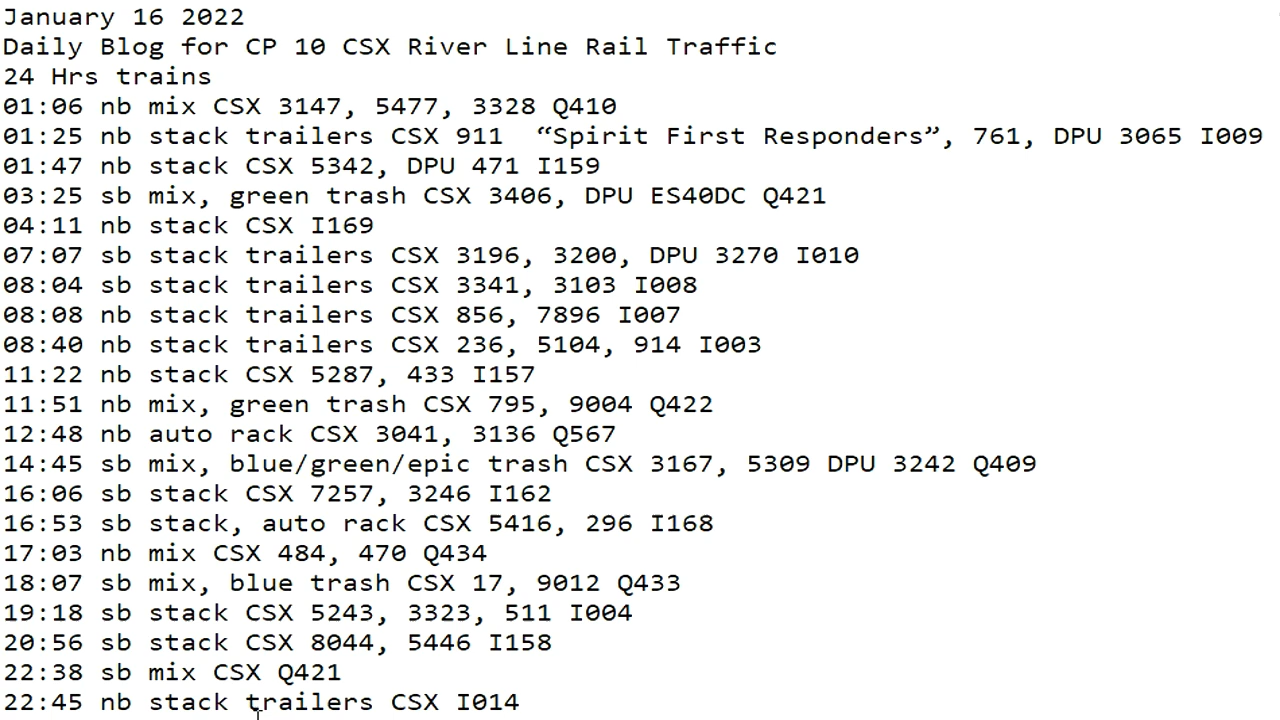 January 16 2022
Daily Blog for CP 10 CSX River Line Rail Traffic
24 Hrs trains
01:06 nb mix CSX 3147, 5477, 3328 Q410
01:25 nb stack trailers CSX 911  “Spirit First Responders”, 761, DPU 3065 I009
01:47 nb stack CSX 5342, DPU 471 I159
03:25 sb mix, green trash CSX 3406, DPU ES40DC Q421
04:11 nb stack CSX I169
07:07 sb stack trailers CSX 3196, 3200, DPU 3270 I010
08:04 sb stack trailers CSX 3341, 3103 I008
08:08 nb stack trailers CSX 856, 7896 I007
08:40 nb stack trailers CSX 236, 5104, 914 I003
11:22 nb stack CSX 5287, 433 I157
11:51 nb mix, green trash CSX 795, 9004 Q422
12:48 nb auto rack CSX 3041, 3136 Q567
14:45 sb mix, blue/green/epic trash CSX 3167, 5309 DPU 3242 Q409
16:06 sb stack CSX 7257, 3246 I162
16:53 sb stack, auto rack CSX 5416, 296 I168
17:03 nb mix CSX 484, 470 Q434
18:07 sb mix, blue trash CSX 17, 9012 Q433
19:18 sb stack CSX 5243, 3323, 511 I004
20:56 sb stack CSX 8044, 5446 I158
22:38 sb mix CSX Q421
22:45 nb stack trailers CSX I014